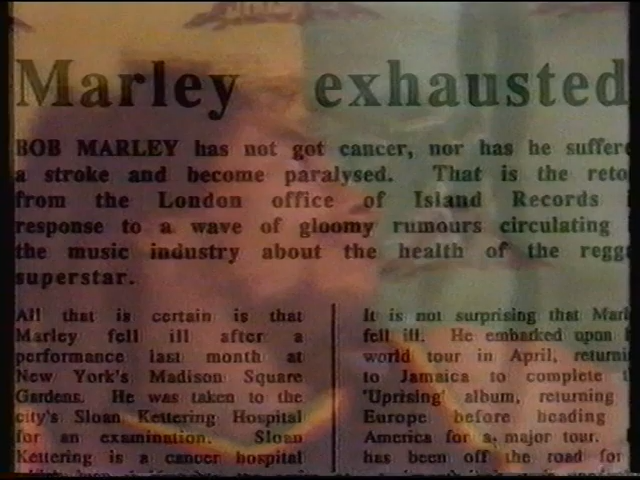 Marley exhausted
BOB MARLEY has not got cancer, nor has he suffere
a stroke and become paralysed. That is the reto
from the London office of Island Records
response to a wave of gloomy rumours circulating
the music industry about the health of the regga
superstar.
All that is certain is that
Marley fell ill after a
performance last month at
New York's Madison Square
Gardens. He was taken to the
city's Sloan Kettering Hospital
for an examination. Sloan
Kettering is a cancer hospital
It is not surprising that Marl
fell ill. He embarked upon
world tour in April, returni
to Jamaica to complete
'Uprising' album, returning
Europe before heading
America for a major tour.
has been off the road for